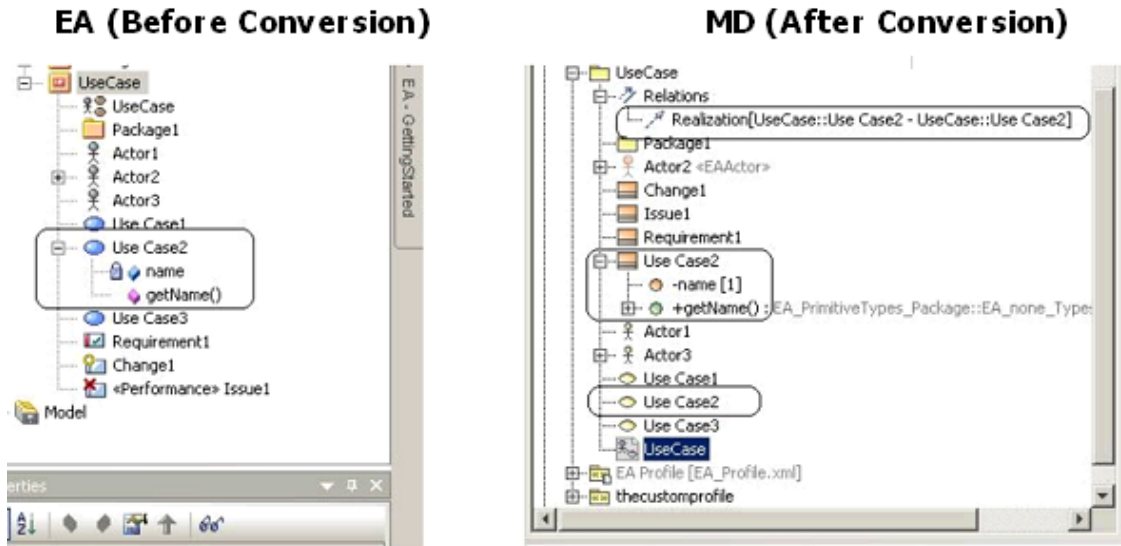 EA (Before Conversion)
UseCase
UseCase
Package1
Actor1
Actor2
Actor3
Use Case1
Use Case2
name
getName()
Use Case3
Requirement1
Change1
«Performance» Issue1
Model
erties
EA - GettingStarted
MD (After Conversion)
UseCase
Relations
Realization[UseCase::Use Case2 - UseCase::Use Case2]
Package1
Actor2 «EAActor»
Change1
Issue1
Requirement1
Use Case2
-name [1]
+getName() : EA_PrimitiveTypes_Package::EA_none_Types
Actor1
Actor3
Use Case1
Use Case2
Use Case3
UseCase
EA Profile [EA_Profile.xml]
thecustomprofile